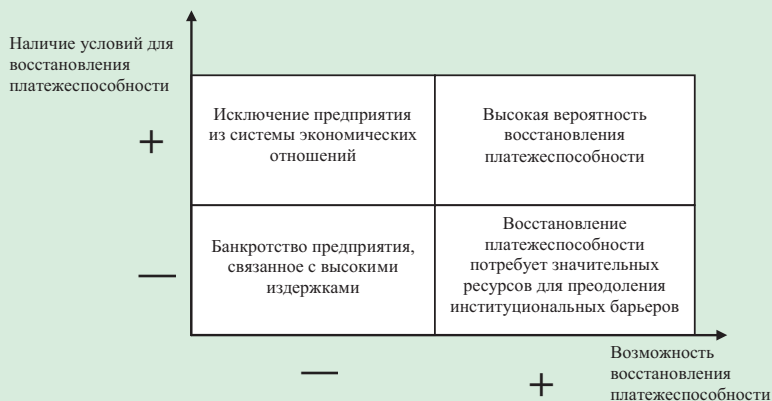 Наличие условий для
восстановления
платежеспособности
Исключение предприятия
из системы экономических
отношений
Высокая вероятность
восстановления
платежеспособности
+
Банкротство предприятия,
связанное с высокими
издержками
Восстановление
платежеспособности
потребует значительных
ресурсов для преодоления
институциональных барьеров
—
—
+
Возможность
восстановления
платежеспособности